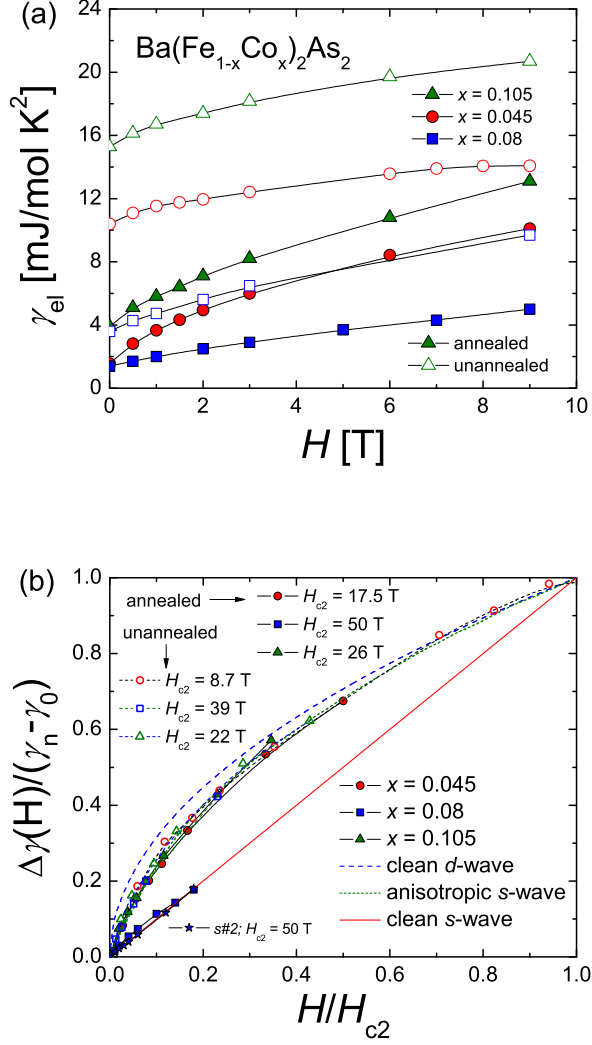 (a)
24
20
16
12
8
4
0
γel [mJ/mol K2]
Ba(Fe1-xCox)2As2
x = 0.105
x = 0.045
x = 0.08
annealed
unannealed
0 2 4 6 8 10
H [T]
(b)
1.0
0.8
0.6
0.4
0.2
0.0
Δγ(H)/(γn-γ0)
annealed
Hc2 = 17.5 T
Hc2 = 50 T
Hc2 = 26 T
unannealed
Hc2 = 8.7 T
Hc2 = 39 T
Hc2 = 22 T
x = 0.045
x = 0.08
x = 0.105
clean d-wave
anisotropic s-wave
clean s-wave
s#2; Hc2 = 50 T
0.0 0.2 0.4 0.6 0.8 1.0
H/Hc2